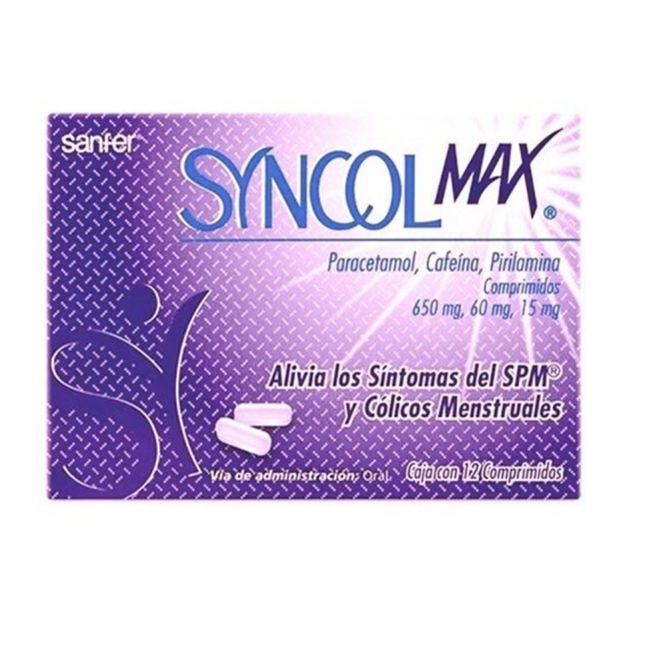 sanfer
SYNCOL MAX®
Paracetamol, Cafeína, Pirilamina
Comprimidos
650 mg, 60 mg, 15 mg
Alivia los Síntomas del SPM®
y Cólicos Menstruales
Vía de administración: Oral
Caja con 12 Comprimidos